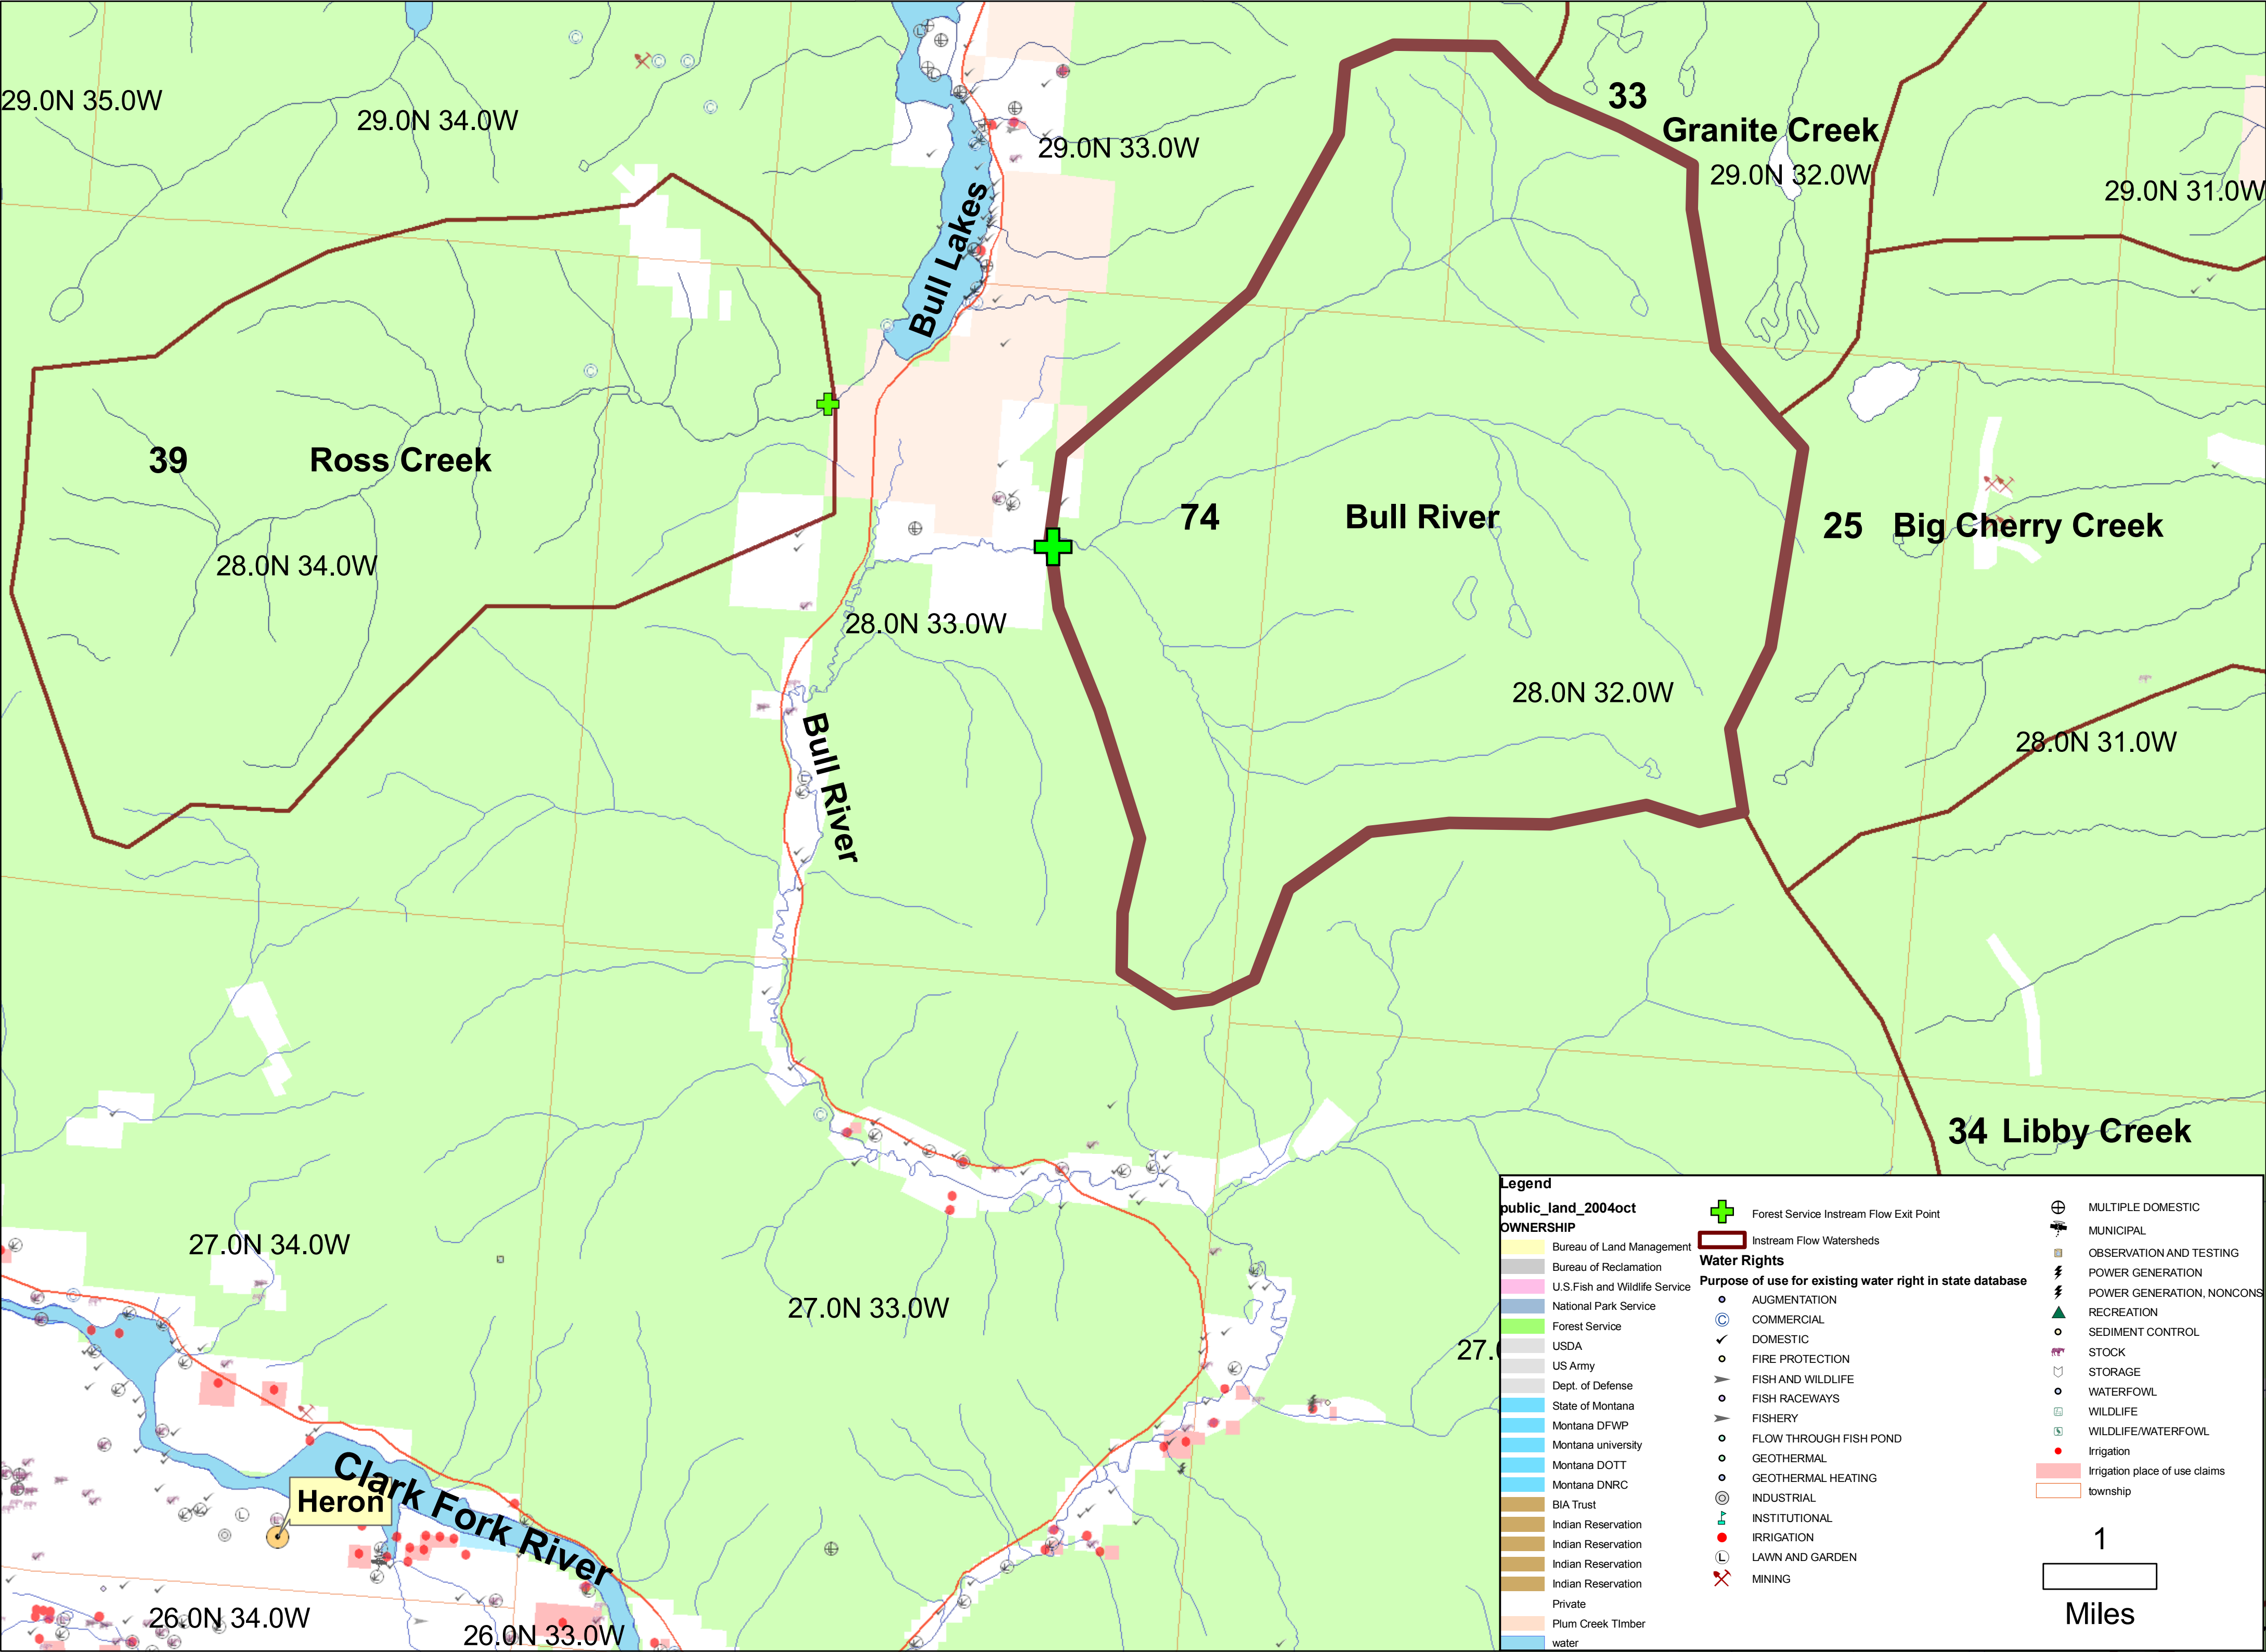 33
Granite Creek
29.0N 35.0W
29.0N 34.0W
29.0N 33.0W
29.0N 32.0W
29.0N 31.0W
Bull Lakes
39 Ross Creek
74 Bull River
25 Big Cherry Creek
28.0N 34.0W
28.0N 33.0W
28.0N 32.0W
28.0N 31.0W
Bull River
34 Libby Creek
27.0N 34.0W
27.0N 33.0W
27.0
Clark Fork River
Heron
26.0N 34.0W
26.0N 33.0W
Legend
public_land_2004oct
OWNERSHIP
Bureau of Land Management
Bureau of Reclamation
U.S.Fish and Wildlife Service
National Park Service
Forest Service
USDA
US Army
Dept. of Defense
State of Montana
Montana DFWP
Montana university
Montana DOTT
Montana DNRC
BIA Trust
Indian Reservation
Indian Reservation
Indian Reservation
Indian Reservation
Private
Plum Creek TImber
water
Forest Service Instream Flow Exit Point
Instream Flow Watersheds
Water Rights
Purpose of use for existing water right in state database
AUGMENTATION
COMMERCIAL
DOMESTIC
FIRE PROTECTION
FISH AND WILDLIFE
FISH RACEWAYS
FISHERY
FLOW THROUGH FISH POND
GEOTHERMAL
GEOTHERMAL HEATING
INDUSTRIAL
INSTITUTIONAL
IRRIGATION
LAWN AND GARDEN
MINING
MULTIPLE DOMESTIC
MUNICIPAL
OBSERVATION AND TESTING
POWER GENERATION
POWER GENERATION, NONCONS
RECREATION
SEDIMENT CONTROL
STOCK
STORAGE
WATERFOWL
WILDLIFE
WILDLIFE/WATERFOWL
Irrigation
Irrigation place of use claims
township
1
Miles